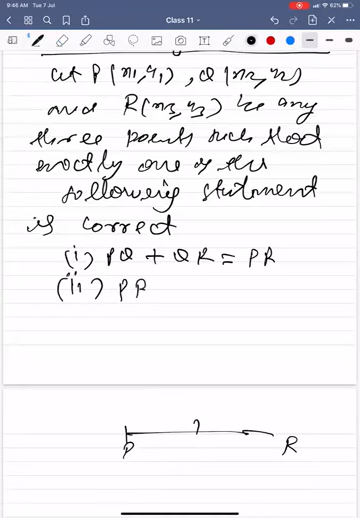 9:46 AM Tue 7 Jul
Class 11
let P(x1, y1), Q(x2, y2)
and R(x3, y3) be any
three points such that
exactly one of the
following statement
is correct
(i) PQ + QR = PR
(ii) PR
P
R